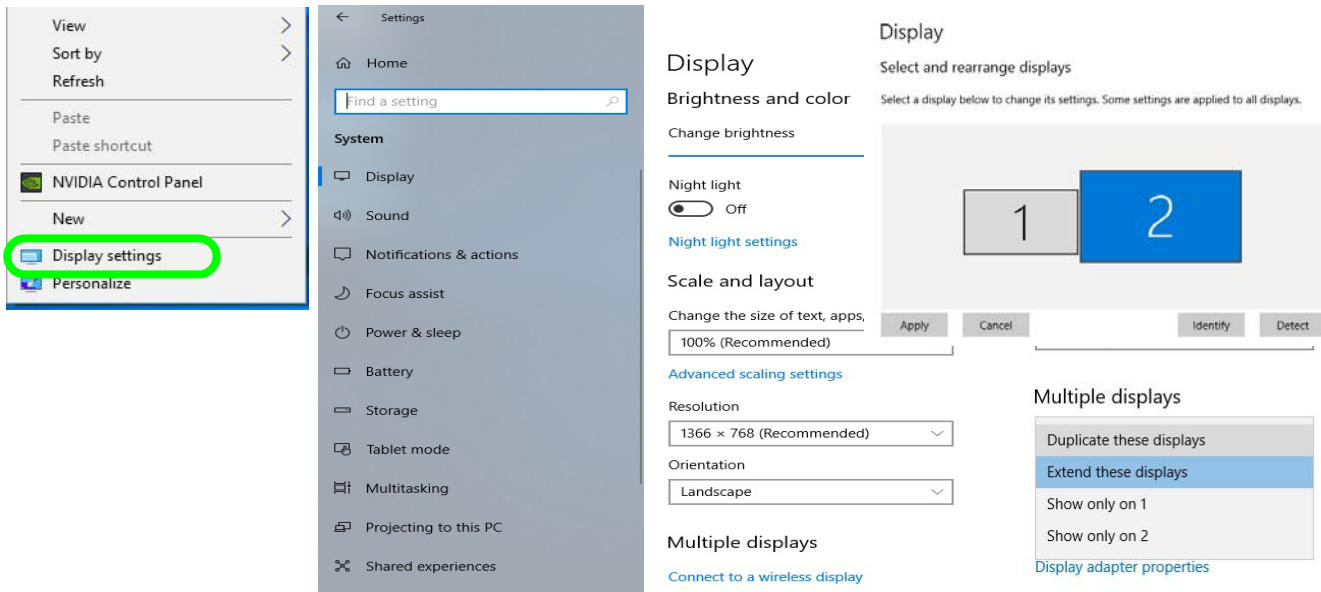 View
Sort by
Refresh
Paste
Paste shortcut
NVIDIA Control Panel
New
Display settings
Personalize
Settings
Home
Find a setting
System
Display
Sound
Notifications & actions
Focus assist
Power & sleep
Battery
Storage
Tablet mode
Multitasking
Projecting to this PC
Shared experiences
Display
Brightness and color
Change brightness
Night light
Off
Night light settings
Scale and layout
Change the size of text, apps,
100% (Recommended)
Advanced scaling settings
Resolution
1366 × 768 (Recommended)
Orientation
Landscape
Multiple displays
Connect to a wireless display
Display
Select and rearrange displays
Select a display below to change its settings. Some settings are applied to all displays.
1 2
Apply Cancel Identify Detect
Multiple displays
Duplicate these displays
Extend these displays
Show only on 1
Show only on 2
Display adapter properties